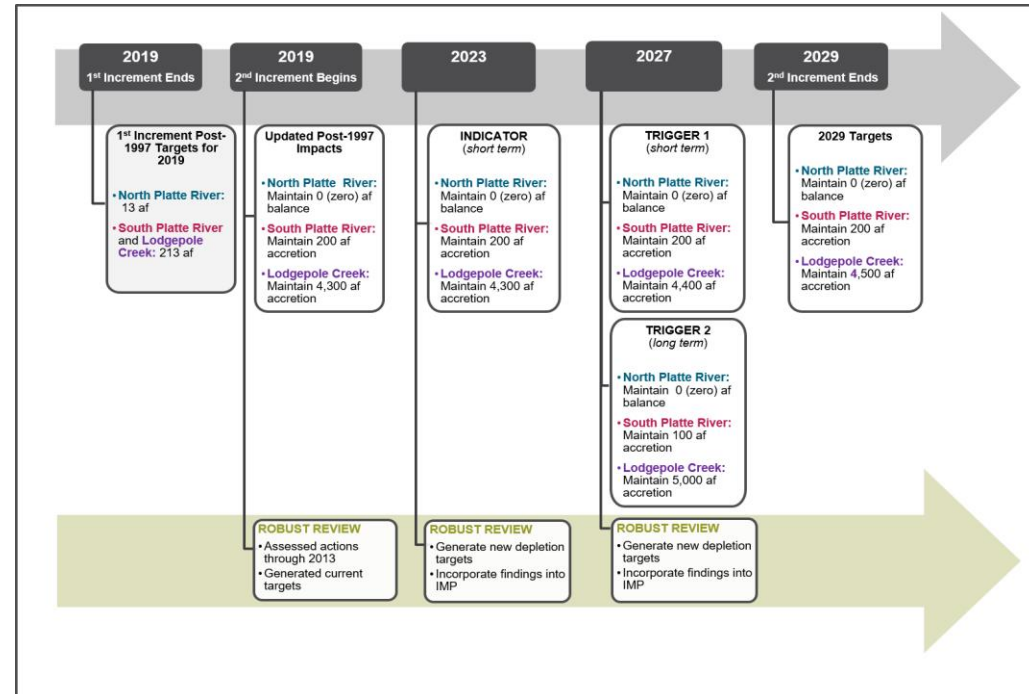 2019
1st Increment Ends
2019
2nd Increment Begins
2023
2027
2029
2nd Increment Ends
1st Increment Post-
1997 Targets for
2019
•North Platte River:
13 af
•South Platte River
and Lodgepole
Creek: 213 af
Updated Post-1997
Impacts
•North Platte River:
Maintain 0 (zero) af
balance
•South Platte River:
Maintain 200 af
accretion
•Lodgepole Creek:
Maintain 4,300 af
accretion
INDICATOR
(short term)
•North Platte River:
Maintain 0 (zero) af
balance
•South Platte River:
Maintain 200 af
accretion
•Lodgepole Creek:
Maintain 4,300 af
accretion
TRIGGER 1
(short term)
•North Platte River:
Maintain 0 (zero) af
balance
•South Platte River:
Maintain 200 af
accretion
•Lodgepole Creek:
Maintain 4,400 af
accretion
TRIGGER 2
(long term)
•North Platte River:
Maintain 0 (zero) af
balance
•South Platte River:
Maintain 100 af
accretion
•Lodgepole Creek:
Maintain 5,000 af
accretion
2029 Targets
•North Platte River:
Maintain 0 (zero) af
balance
•South Platte River:
Maintain 200 af
accretion
•Lodgepole Creek:
Maintain 4,500 af
accretion
ROBUST REVIEW
•Assessed actions
through 2013
•Generated current
targets
ROBUST REVIEW
•Generate new depletion
targets
•Incorporate findings into
IMP
ROBUST REVIEW
•Generate new depletion
targets
•Incorporate findings into
IMP